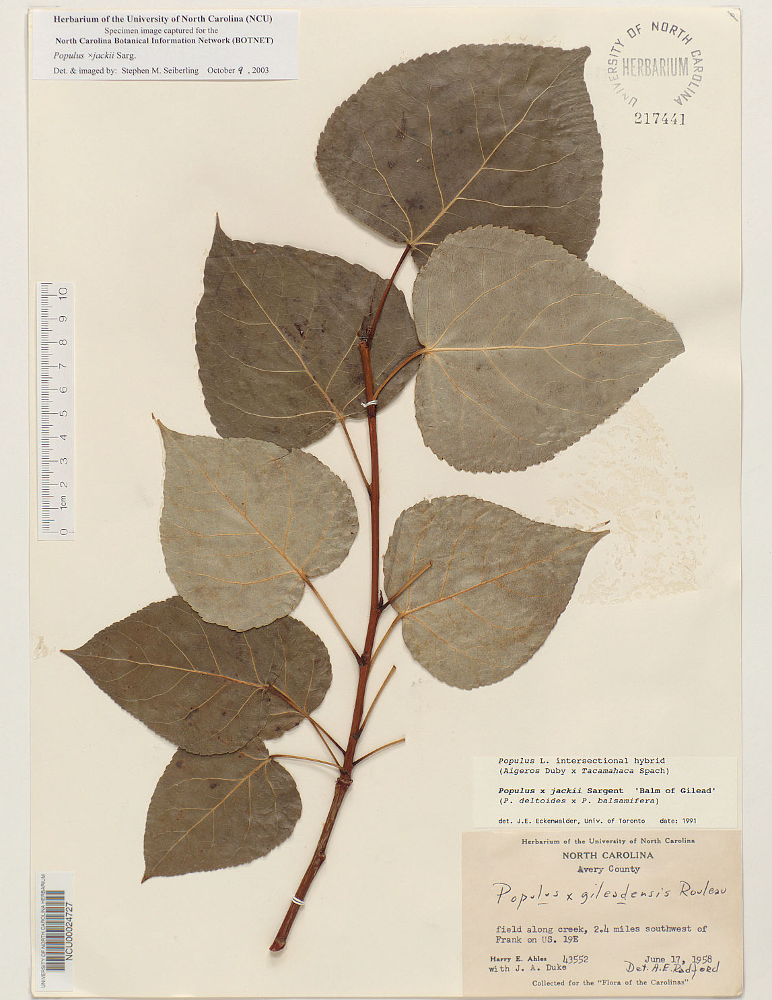 Herbarium of the University of North Carolina (NCU)
Specimen image captured for the
North Carolina Botanical Information Network (BOTNET)
Populus ×jackii Sarg.
Det. & imaged by: Stephen M. Seiberling October 9, 2003
UNIVERSITY OF NORTH CAROLINA
HERBARIUM
217441
10
9
8
7
6
5
4
3
2
1cm
0
Populus L. intersectional hybrid
(Aigeros Duby x Tacamahaca Spach)
Populus x jackii Sargent 'Balm of Gilead'
(P. deltoides x P. balsamifera)
det. J.E. Eckenwalder, Univ. of Toronto date: 1991
Herbarium of the University of North Carolina
NORTH CAROLINA
Avery County
Populus x gileadensis Rouleau
field along creek, 2.4 miles southwest of
Frank on US. 19E
Harry E. Ahles 43552 June 17, 1958
with J. A. Duke Det. A.E. Radford
Collected for the "Flora of the Carolinas"
UNIVERSITY OF NORTH CAROLINA HERBARIUM
NCU00024727